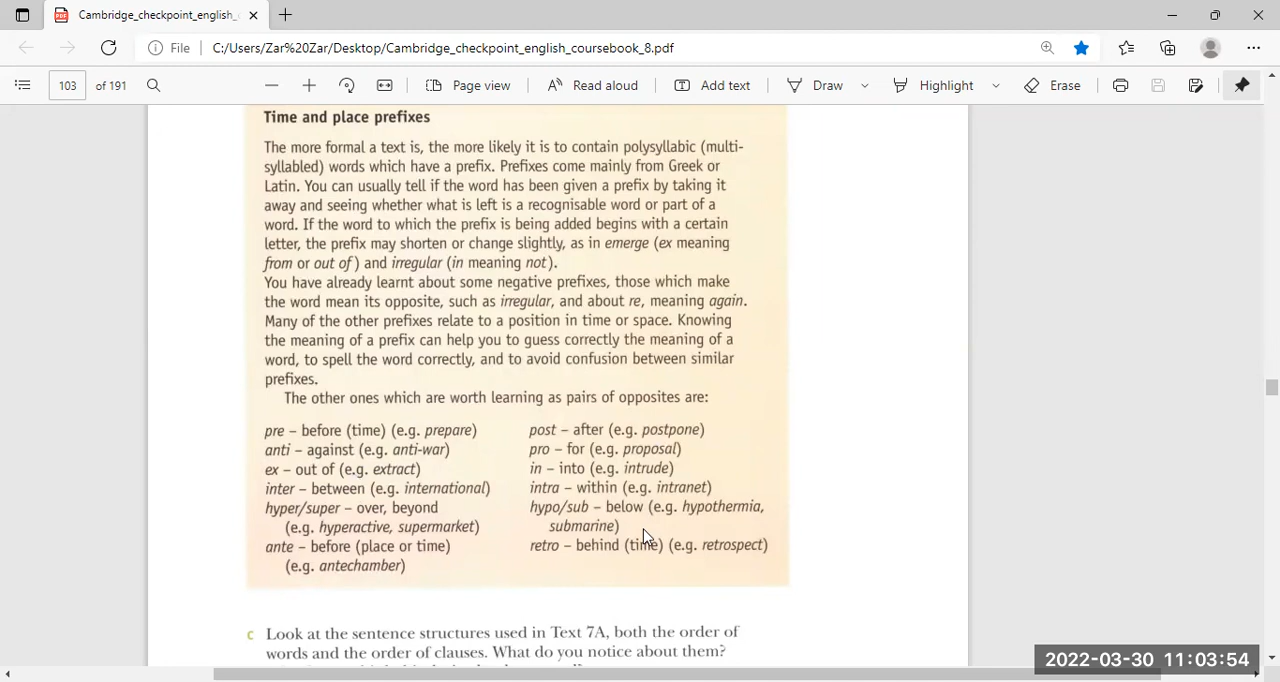 Cambridge_checkpoint_english_
File
C:/Users/Zar%20Zar/Desktop/Cambridge_checkpoint_english_coursebook_8.pdf
103 of 191
Page view
Read aloud
Add text
Draw
Highlight
Erase
Time and place prefixes
The more formal a text is, the more likely it is to contain polysyllabic (multi-
syllabled) words which have a prefix. Prefixes come mainly from Greek or
Latin. You can usually tell if the word has been given a prefix by taking it
away and seeing whether what is left is a recognisable word or part of a
word. If the word to which the prefix is being added begins with a certain
letter, the prefix may shorten or change slightly, as in emerge (ex meaning
from or out of) and irregular (in meaning not).
You have already learnt about some negative prefixes, those which make
the word mean its opposite, such as irregular, and about re, meaning again.
Many of the other prefixes relate to a position in time or space. Knowing
the meaning of a prefix can help you to guess correctly the meaning of a
word, to spell the word correctly, and to avoid confusion between similar
prefixes.
The other ones which are worth learning as pairs of opposites are:
pre – before (time) (e.g. prepare)
anti – against (e.g. anti-war)
ex – out of (e.g. extract)
inter – between (e.g. international)
hyper/super – over, beyond
(e.g. hyperactive, supermarket)
ante – before (place or time)
(e.g. antechamber)
post – after (e.g. postpone)
pro – for (e.g. proposal)
in – into (e.g. intrude)
intra – within (e.g. intranet)
hypo/sub – below (e.g. hypothermia,
submarine)
retro – behind (time) (e.g. retrospect)
c Look at the sentence structures used in Text 7A, both the order of
words and the order of clauses. What do you notice about them?
2022-03-30 11:03:54